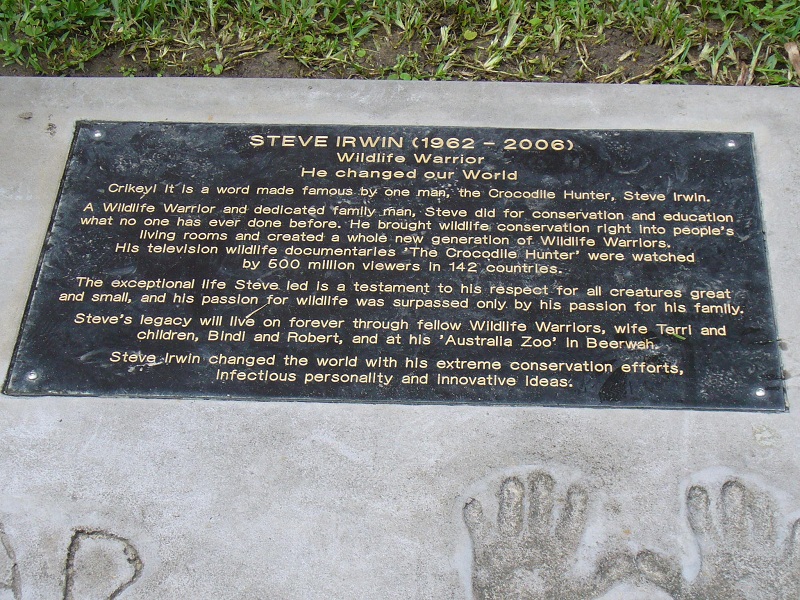 STEVE IRWIN (1962 - 2006)
Wildlife Warrior
He changed our World
Crikey! It is a word made famous by one man, the Crocodile Hunter, Steve Irwin.
A Wildlife Warrior and dedicated family man, Steve did for conservation and education
what no one has ever done before. He brought wildlife conservation right into people's
living rooms and created a whole new generation of Wildlife Warriors.
His television wildlife documentaries 'The Crocodile Hunter' were watched
by 500 million viewers in 142 countries.
The exceptional life Steve led is a testament to his respect for all creatures great
and small, and his passion for wildlife was surpassed only by his passion for his family.
Steve's legacy will live on forever through fellow Wildlife Warriors, wife Terri and
children, Bindi and Robert, and at his 'Australia Zoo' in Beerwah.
Steve Irwin changed the world with his extreme conservation efforts,
infectious personality and innovative ideas.